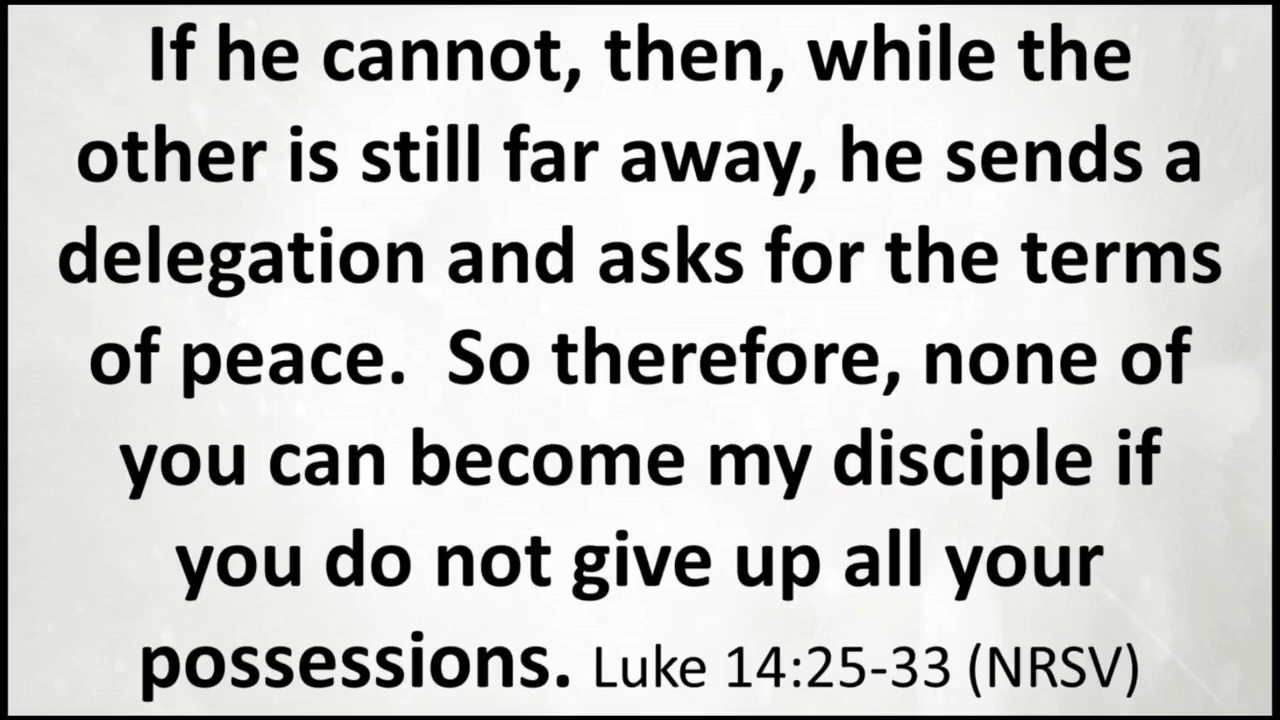 If he cannot, then, while the
other is still far away, he sends a
delegation and asks for the terms
of peace.  So therefore, none of
you can become my disciple if
you do not give up all your
possessions. Luke 14:25-33 (NRSV)